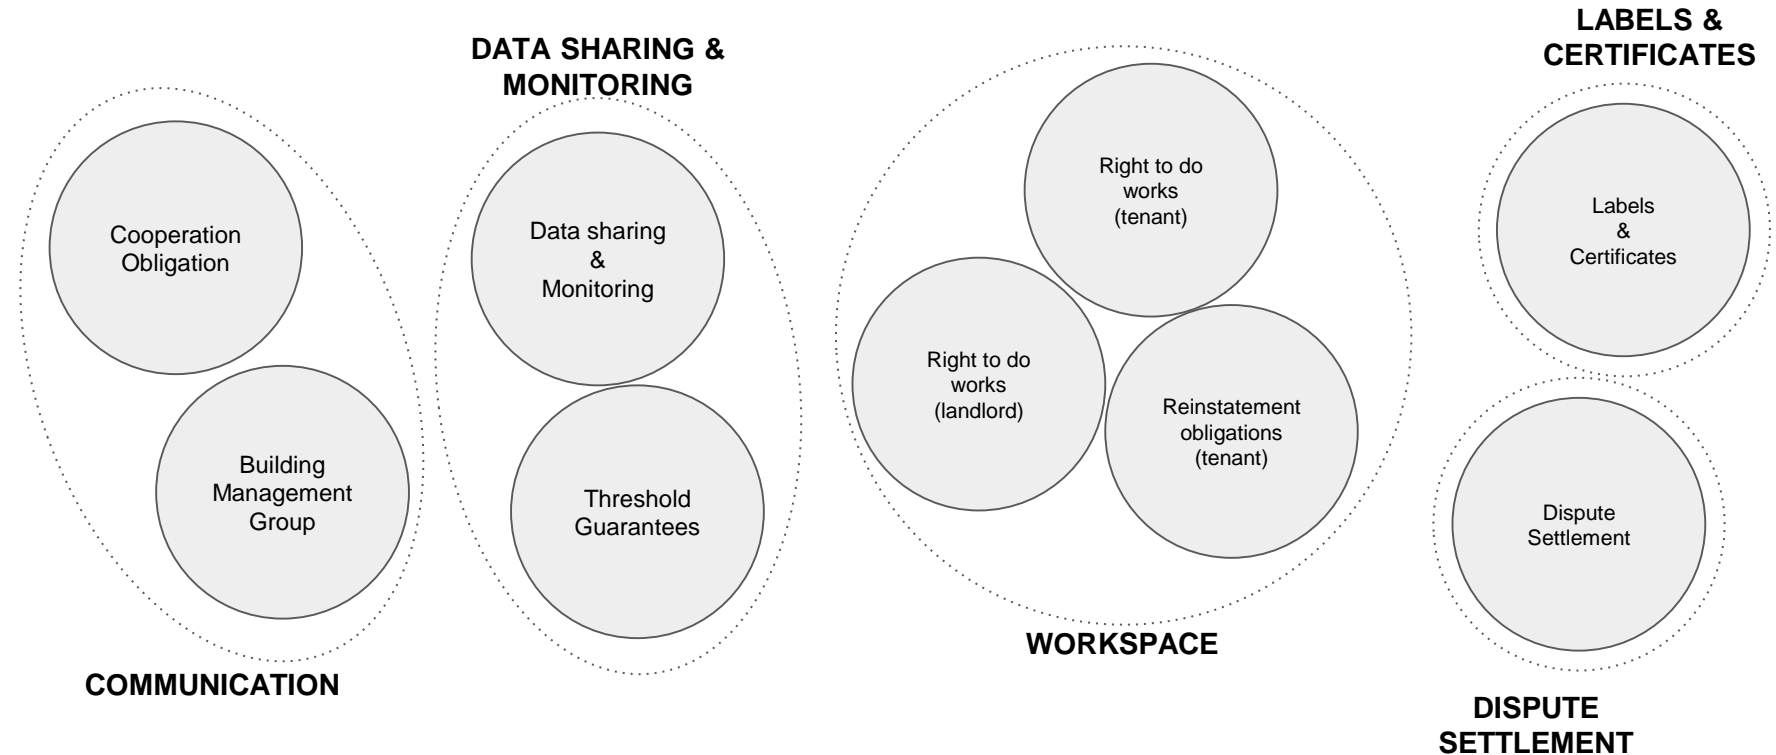 LABELS &
CERTIFICATES
DATA SHARING &
MONITORING
Cooperation
Obligation
Building
Management
Group
COMMUNICATION
Data sharing
&
Monitoring
Threshold
Guarantees
Right to do
works
(tenant)
Right to do
works
(landlord)
Reinstatement
obligations
(tenant)
WORKSPACE
Labels
&
Certificates
Dispute
Settlement
DISPUTE
SETTLEMENT